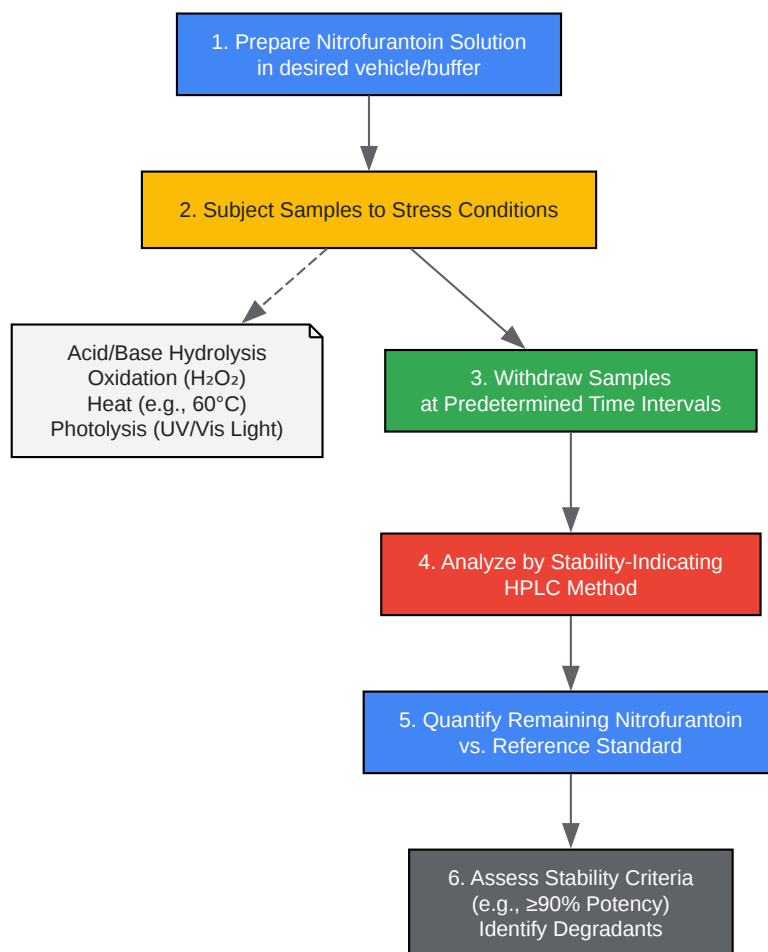 1. Prepare Nitrofurantoin Solution
in desired vehicle/buffer
2. Subject Samples to Stress Conditions
Acid/Base Hydrolysis
Oxidation (H₂O₂)
Heat (e.g., 60°C)
Photolysis (UV/Vis Light)
3. Withdraw Samples
at Predetermined Time Intervals
4. Analyze by Stability-Indicating
HPLC Method
5. Quantify Remaining Nitrofurantoin
vs. Reference Standard
6. Assess Stability Criteria
(e.g., ≥90% Potency)
Identify Degradants